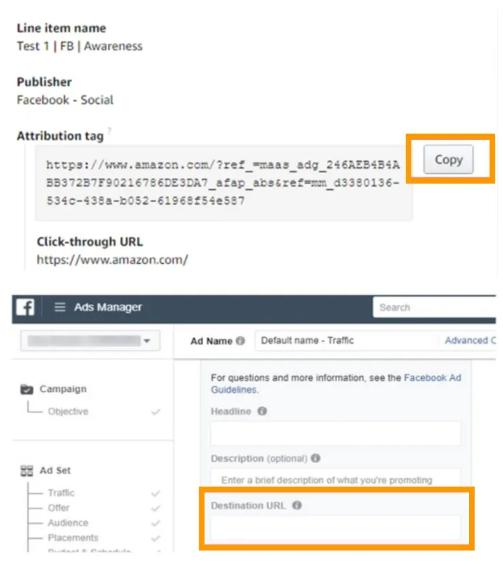 Line item name
Test 1 | FB | Awareness
Publisher
Facebook - Social
Attribution tag ?
https://www.amazon.com/?ref_=maas_adg_246AEB4B4A
BB372B7F90216786DE3DA7_afap_abs&ref=mm_d3380136-
534c-438a-b052-61968f54e587
Copy
Click-through URL
https://www.amazon.com/
f Ads Manager
Search
Ad Name
Default name - Traffic
Advanced
For questions and more information, see the Facebook Ad
Guidelines.
Campaign
Objective
Headline
Description (optional)
Enter a brief description of what you're promoting
Ad Set
Traffic
Offer
Audience
Placements
Budget & Schedule
Destination URL